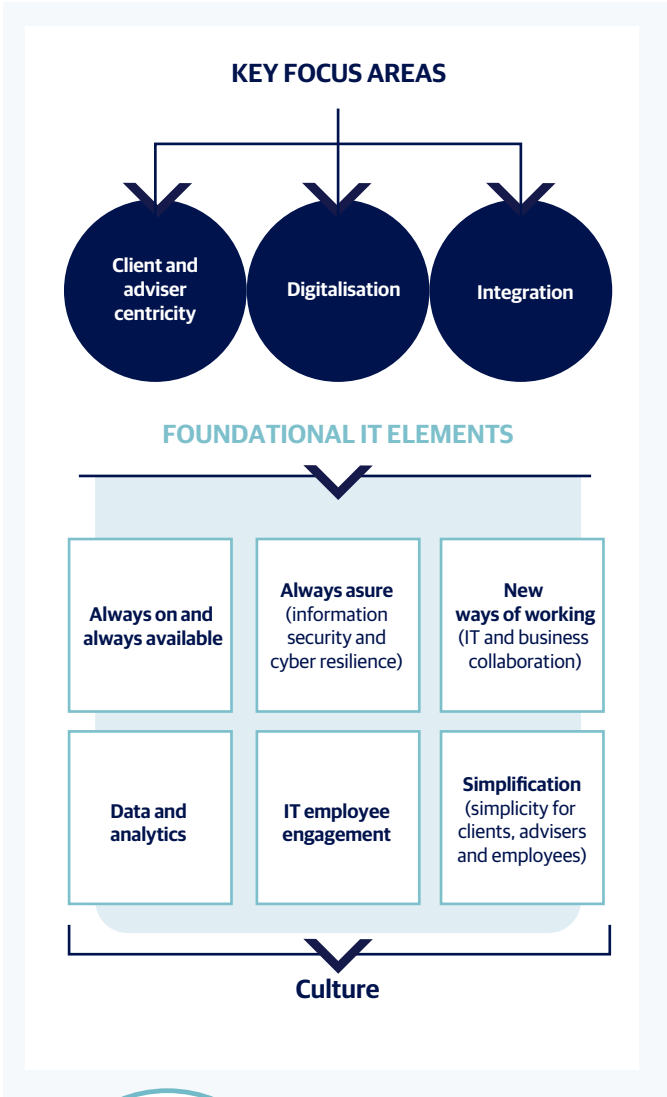 KEY FOCUS AREAS
Client and
adviser
centricity
Digitalisation
Integration
FOUNDATIONAL IT ELEMENTS
Always on and
always available
Always asure
(information
security and
cyber resilience)
New
ways of working
(IT and business
collaboration)
Data and
analytics
IT employee
engagement
Simplification
(simplicity for
clients, advisers
and employees)
Culture